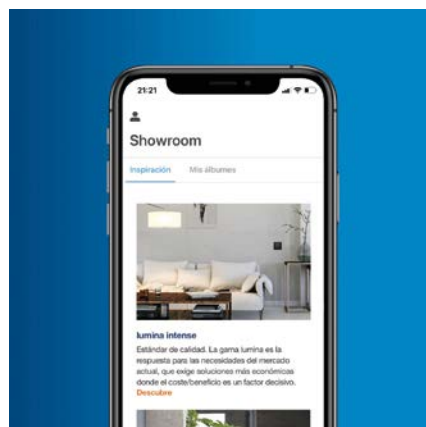 21:21
Showroom
Inspiración Mis álbumes
lumina intense
Estándar de calidad. La gama lumina es la
respuesta para las necesidades del mercado
actual, que exige soluciones más económicas
donde el coste/beneficio es un factor decisivo.
Descubre